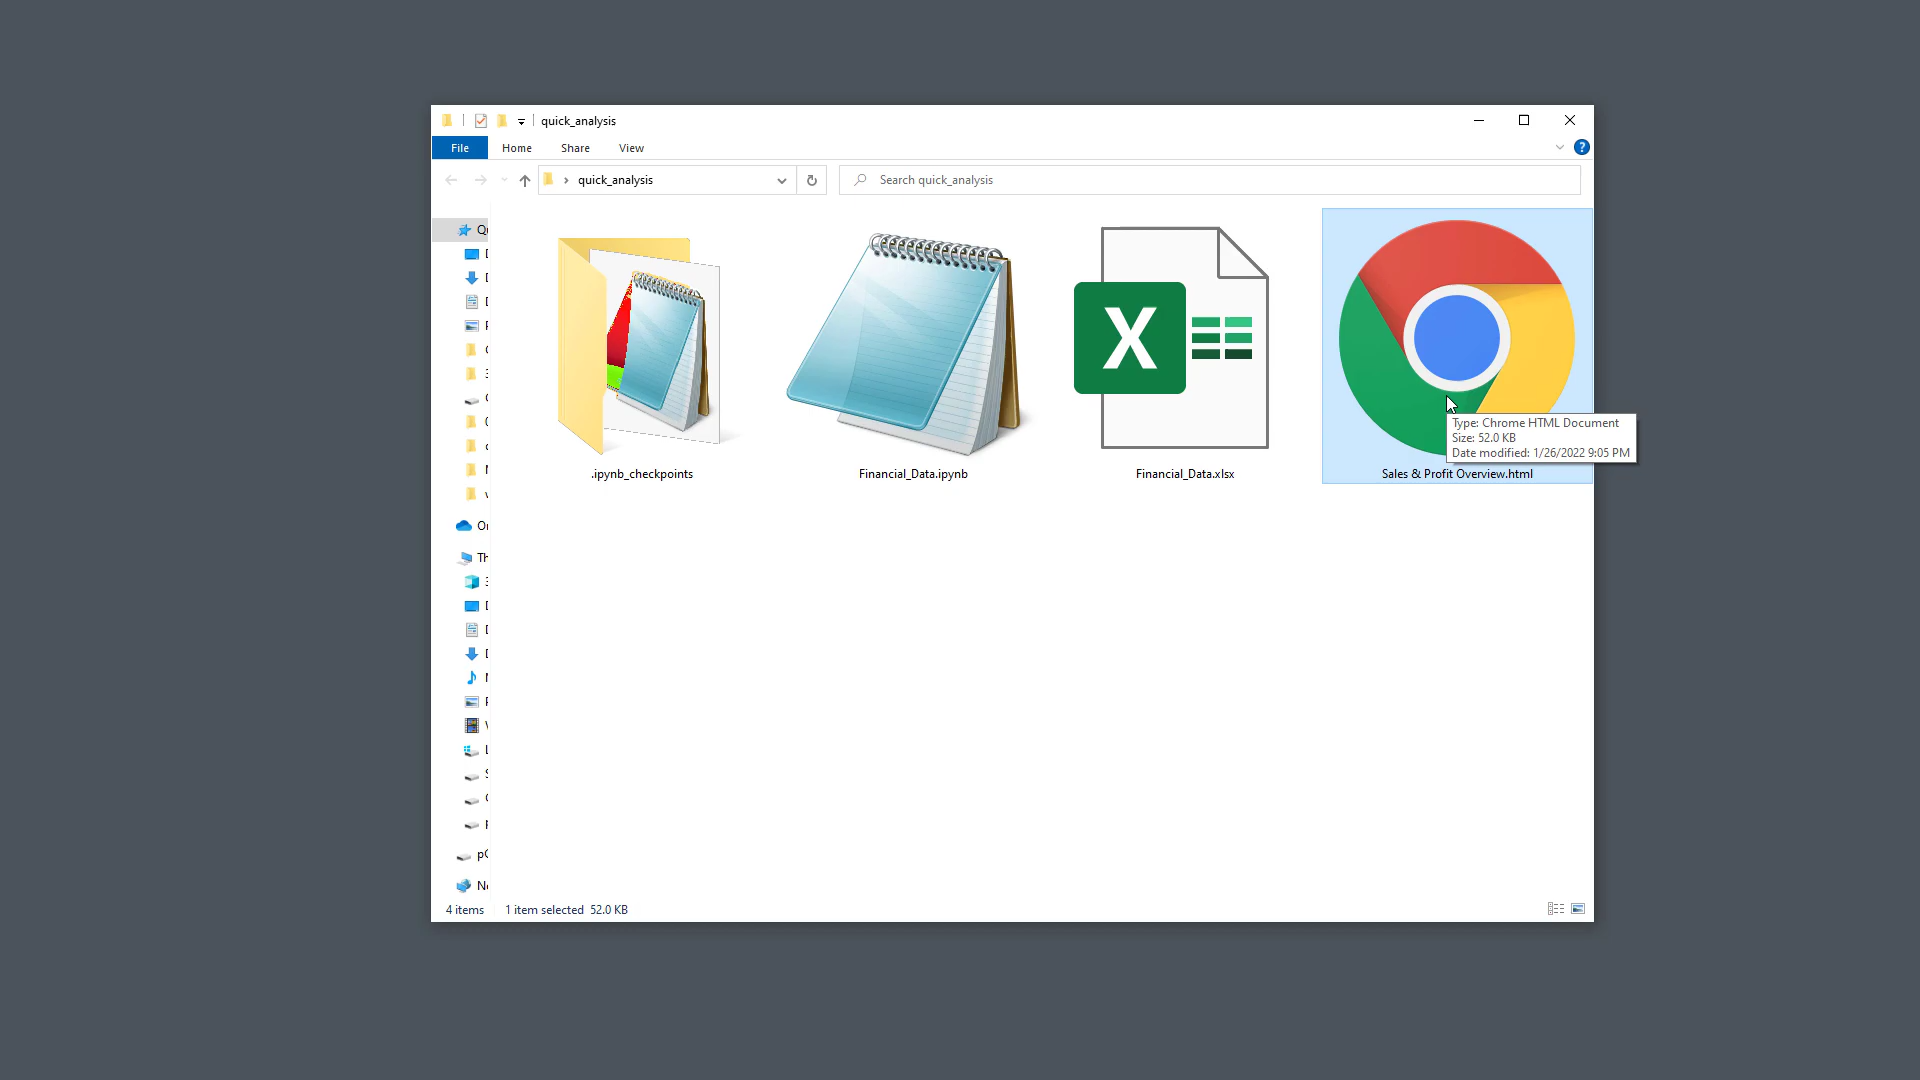 quick_analysis
File Home Share View
quick_analysis
Search quick_analysis
.ipynb_checkpoints
Financial_Data.ipynb
X
Financial_Data.xlsx
Type: Chrome HTML Document
Size: 52.0 KB
Date modified: 1/26/2022 9:05 PM
Sales & Profit Overview.html
4 items 1 item selected 52.0 KB